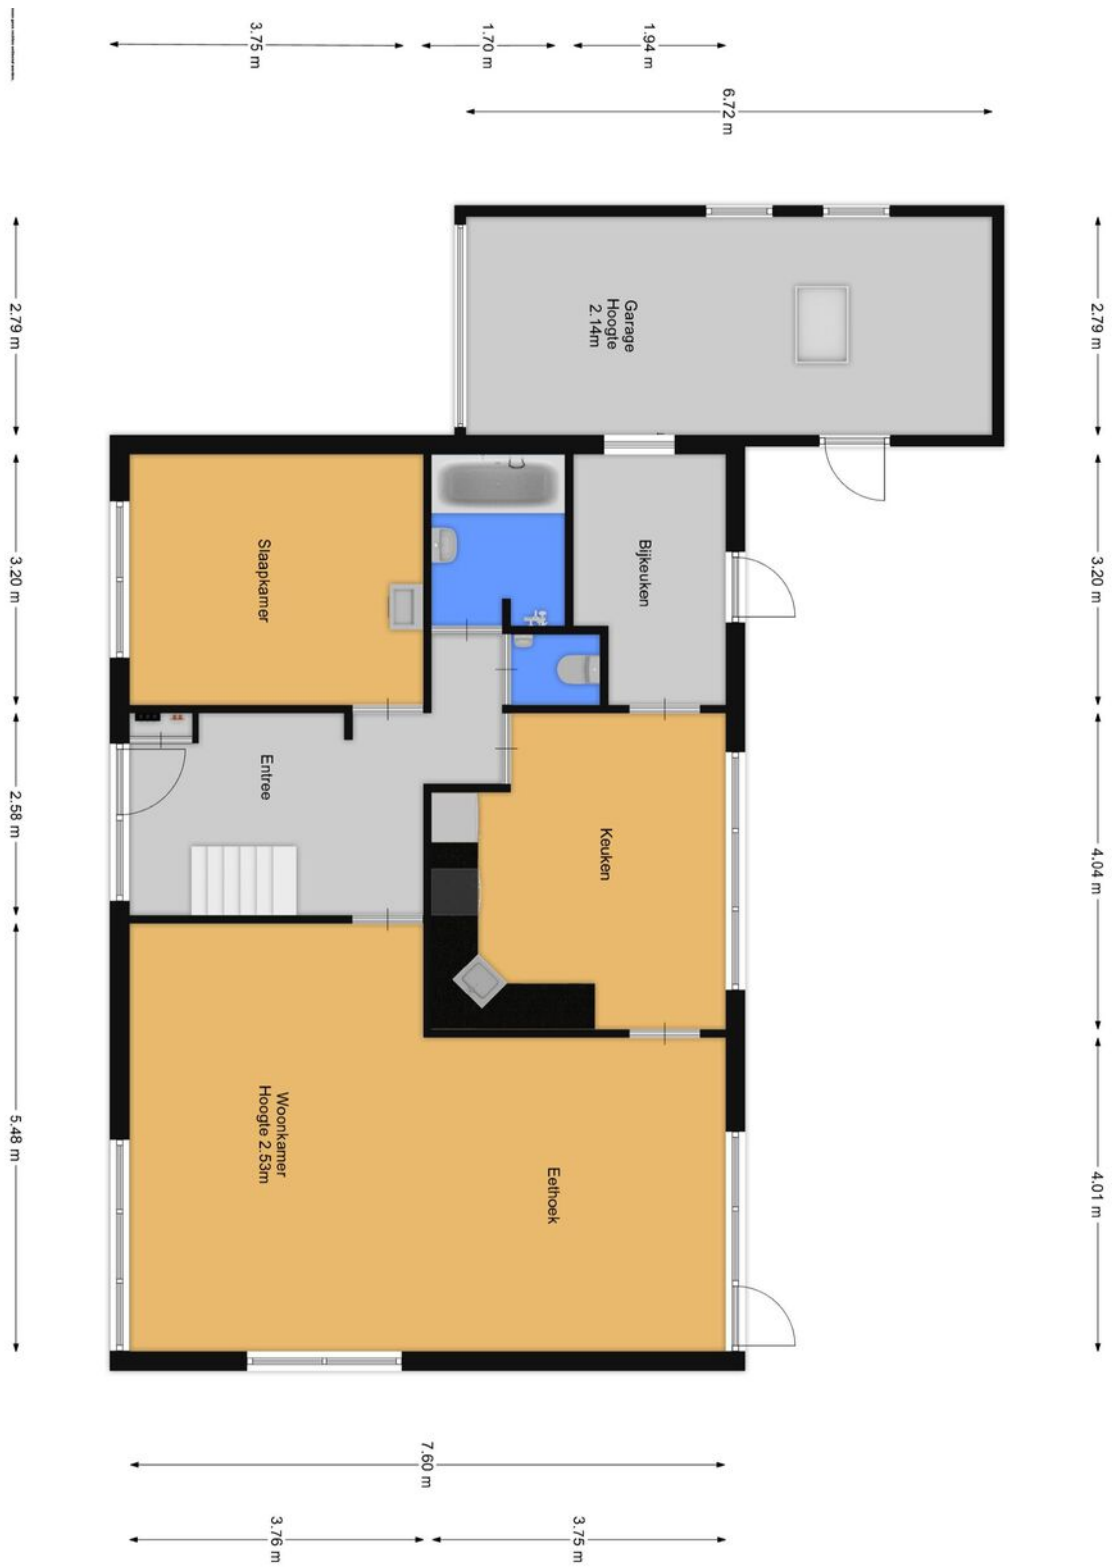 3.75 m
1.70 m
1.94 m
6.72 m
2.79 m
2.79 m
Garage
Hoogte
2.14m
3.20 m
Slaapkamer
Bijkeuken
3.20 m
2.58 m
Entree
Keuken
4.04 m
5.48 m
Woonkamer
Hoogte 2.53m
Eethoek
4.01 m
7.60 m
3.76 m
3.75 m